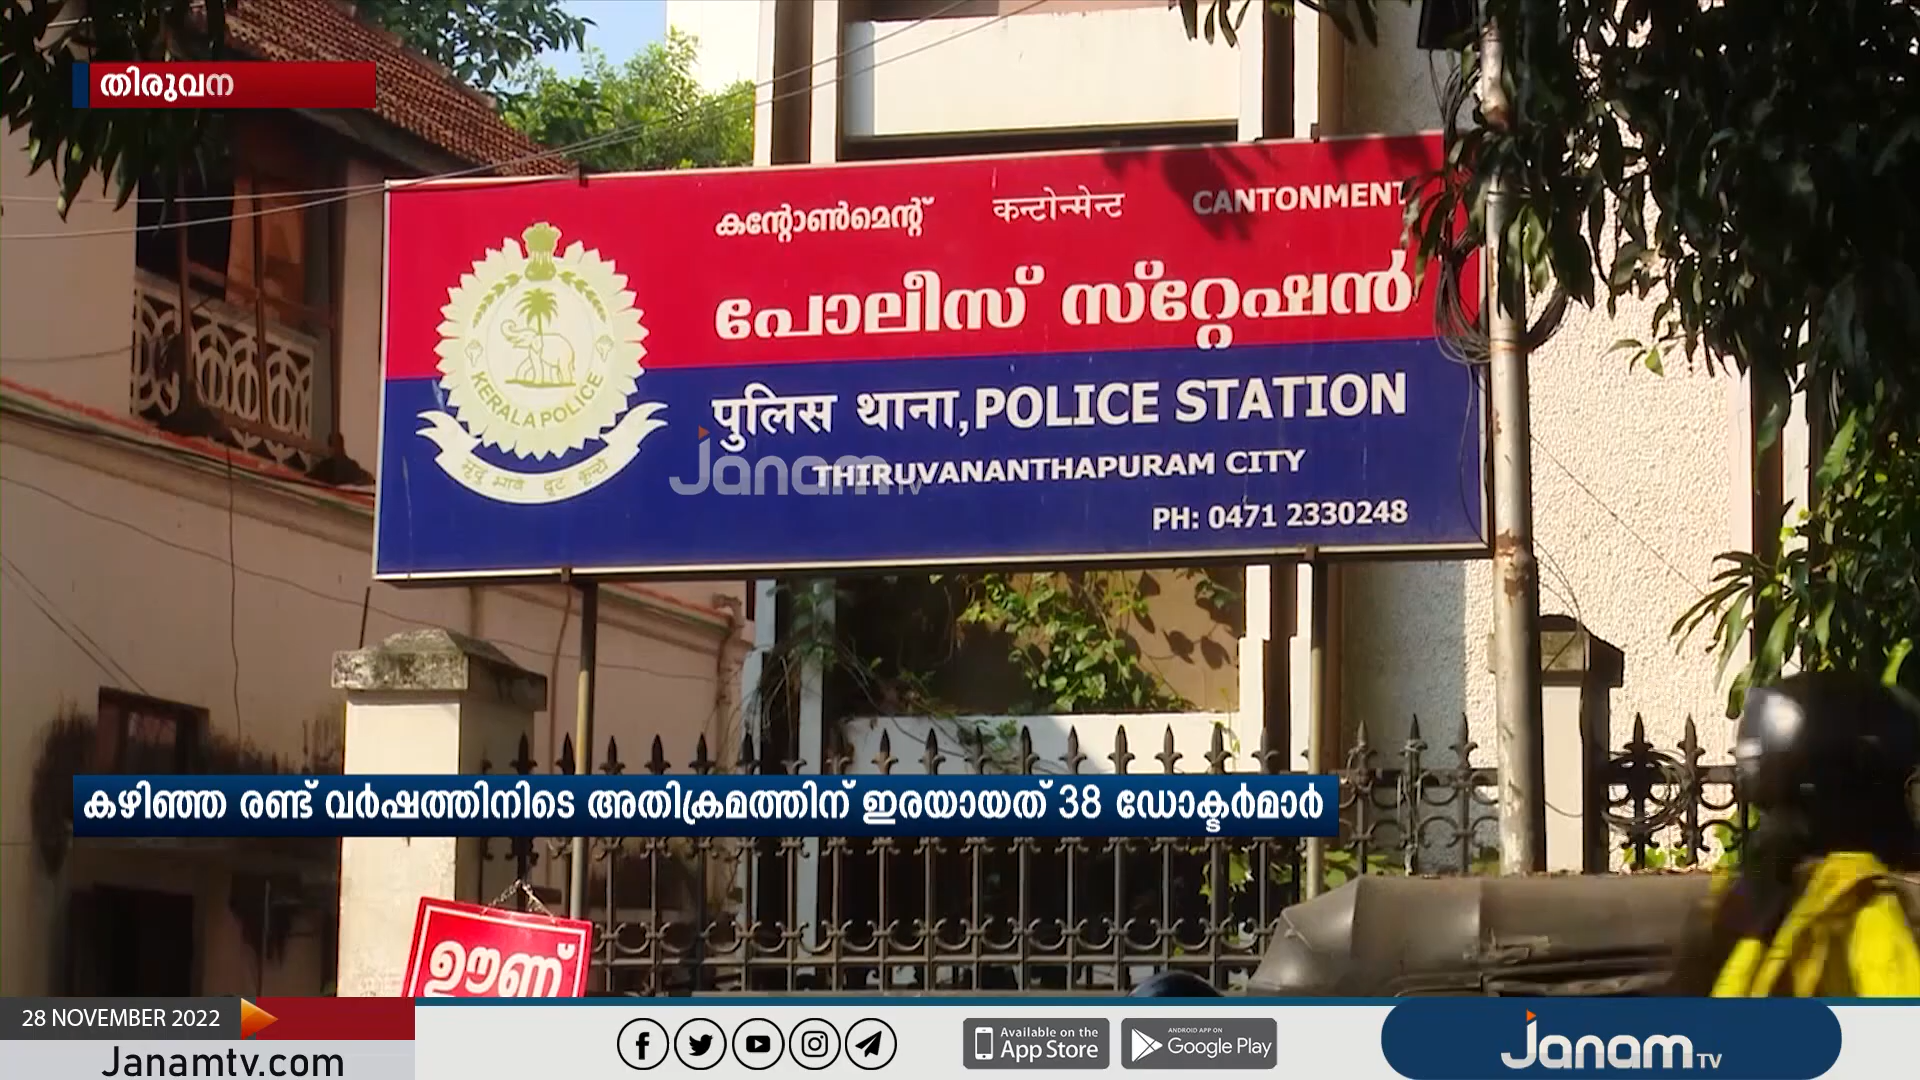 തിരുവന
കന്റോൺമെന്റ് कन्टोन्मेन्ट CANTONMENT
പോലീസ് സ്റ്റേഷൻ
पुलिस थाना, POLICE STATION
THIRUVANANTHAPURAM CITY
PH: 0471 2330248
KERALA POLICE
Janam TV
കഴിഞ്ഞ രണ്ട് വർഷത്തിനിടെ അതിക്രമത്തിന് ഇരയായത് 38 ഡോക്ടർമാർ
ഊണ്
28 NOVEMBER 2022
Janamtv.com
Available on the
App Store
ANDROID APP ON
Google Play
Janam TV